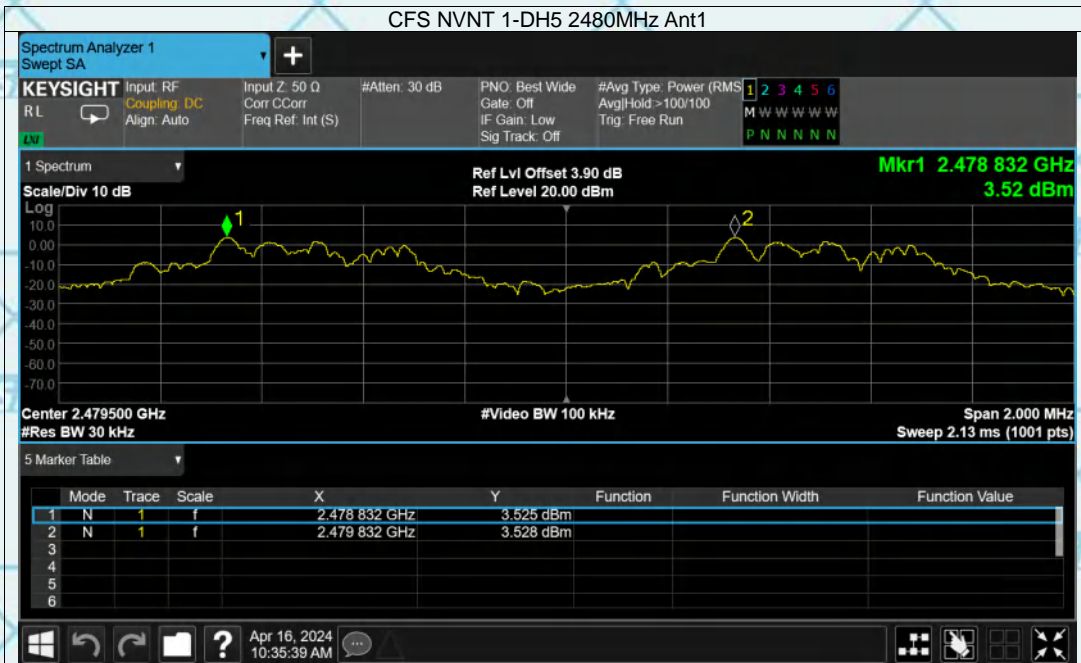 CFS NVNT 1-DH5 2480MHz Ant1
Spectrum Analyzer 1
Swept SA
+
KEYSIGHT Input: RF Input Z: 50 Ω #Atten: 30 dB PNO: Best Wide #Avg Type: Power (RMS 1 2 3 4 5 6
RL Coupling: DC Corr CCorr Gate: Off Avg|Hold:>100/100 M W W W W W
Align: Auto Freq Ref: Int (S) IF Gain: Low Trig: Free Run
LXI Sig Track: Off P N N N N N
1 Spectrum Ref Lvl Offset 3.90 dB Mkr1 2.478 832 GHz
Scale/Div 10 dB Ref Level 20.00 dBm 3.52 dBm
Log
10.0 1 2
0.00
-10.0
-20.0
-30.0
-40.0
-50.0
-60.0
-70.0
Center 2.479500 GHz #Video BW 100 kHz Span 2.000 MHz
#Res BW 30 kHz Sweep 2.13 ms (1001 pts)
5 Marker Table
Mode Trace Scale X Y Function Function Width Function Value
1 N 1 f 2.478 832 GHz 3.525 dBm
2 N 1 f 2.479 832 GHz 3.528 dBm
3
4
5
6
? Apr 16, 2024
10:35:39 AM